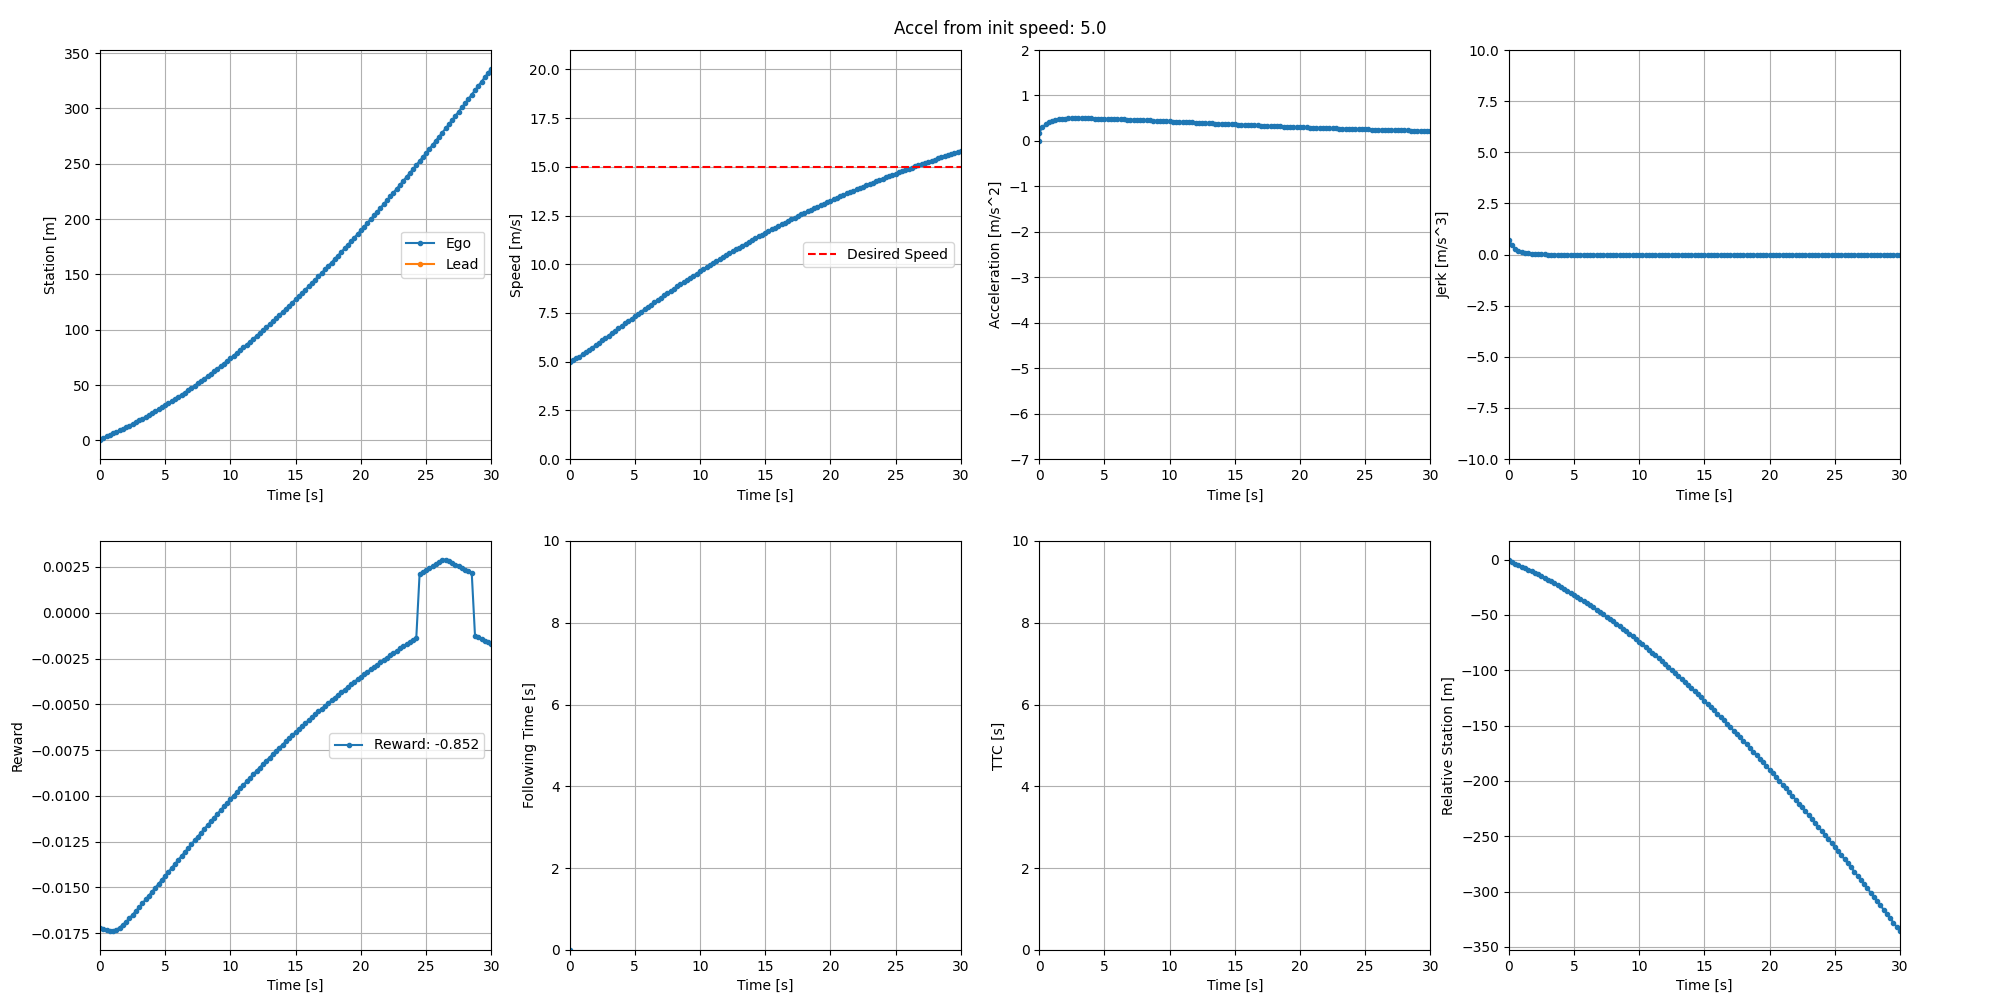 Accel from init speed: 5.0
350
300
250
200
150
100
50
0
Station [m]
Ego
Lead
0 5 10 15 20 25 30
Time [s]
20.0
17.5
15.0
12.5
10.0
7.5
5.0
2.5
0.0
Speed [m/s]
Desired Speed
0 5 10 15 20 25 30
Time [s]
2
1
0
−1
−2
−3
−4
−5
−6
−7
Acceleration [m/s^2]
0 5 10 15 20 25 30
Time [s]
10.0
7.5
5.0
2.5
0.0
−2.5
−5.0
−7.5
−10.0
Jerk [m/s^3]
0 5 10 15 20 25 30
Time [s]
0.0025
0.0000
−0.0025
−0.0050
−0.0075
−0.0100
−0.0125
−0.0150
−0.0175
Reward
Reward: -0.852
0 5 10 15 20 25 30
Time [s]
10
8
6
4
2
0
Following Time [s]
0 5 10 15 20 25 30
Time [s]
10
8
6
4
2
0
TTC [s]
0 5 10 15 20 25 30
Time [s]
0
−50
−100
−150
−200
−250
−300
−350
Relative Station [m]
0 5 10 15 20 25 30
Time [s]